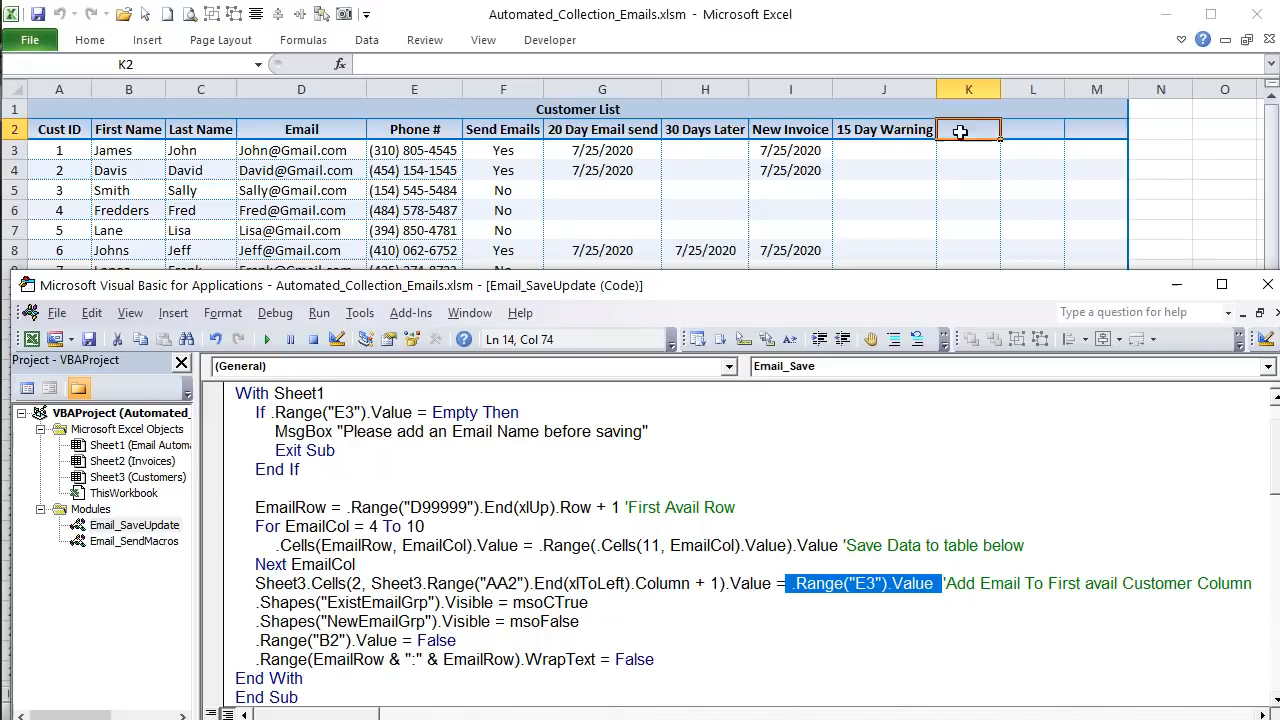 Automated_Collection_Emails.xlsm - Microsoft Excel
File Home Insert Page Layout Formulas Data Review View Developer
K2 fx
A B C D E F G H I J K L M N O
1 Customer List
2 Cust ID First Name Last Name Email Phone # Send Emails 20 Day Email send 30 Days Later New Invoice 15 Day Warning
3 1 James John John@Gmail.com (310) 805-4545 Yes 7/25/2020 7/25/2020
4 2 Davis David David@Gmail.com (454) 154-1545 Yes 7/25/2020 7/25/2020
5 3 Smith Sally Sally@Gmail.com (154) 545-5484 No
6 4 Fredders Fred Fred@Gmail.com (484) 578-5487 No
7 5 Lane Lisa Lisa@Gmail.com (394) 850-4781 No
8 6 Johns Jeff Jeff@Gmail.com (410) 062-6752 Yes 7/25/2020 7/25/2020 7/25/2020
Microsoft Visual Basic for Applications - Automated_Collection_Emails.xlsm - [Email_SaveUpdate (Code)]
File Edit View Insert Format Debug Run Tools Add-Ins Window Help Type a question for help
Ln 14, Col 74
Project - VBAProject
(General) Email_Save
VBAProject (Automated_
Microsoft Excel Objects
Sheet1 (Email Autom
Sheet2 (Invoices)
Sheet3 (Customers)
ThisWorkbook
Modules
Email_SaveUpdate
Email_SendMacros
With Sheet1
If .Range("E3").Value = Empty Then
MsgBox "Please add an Email Name before saving"
Exit Sub
End If
EmailRow = .Range("D99999").End(xlUp).Row + 1 'First Avail Row
For EmailCol = 4 To 10
.Cells(EmailRow, EmailCol).Value = .Range(.Cells(11, EmailCol).Value).Value 'Save Data to table below
Next EmailCol
Sheet3.Cells(2, Sheet3.Range("AA2").End(xlToLeft).Column + 1).Value = .Range("E3").Value 'Add Email To First avail Customer Column
.Shapes("ExistEmailGrp").Visible = msoCTrue
.Shapes("NewEmailGrp").Visible = msoFalse
.Range("B2").Value = False
.Range(EmailRow & ":" & EmailRow).WrapText = False
End With
End Sub